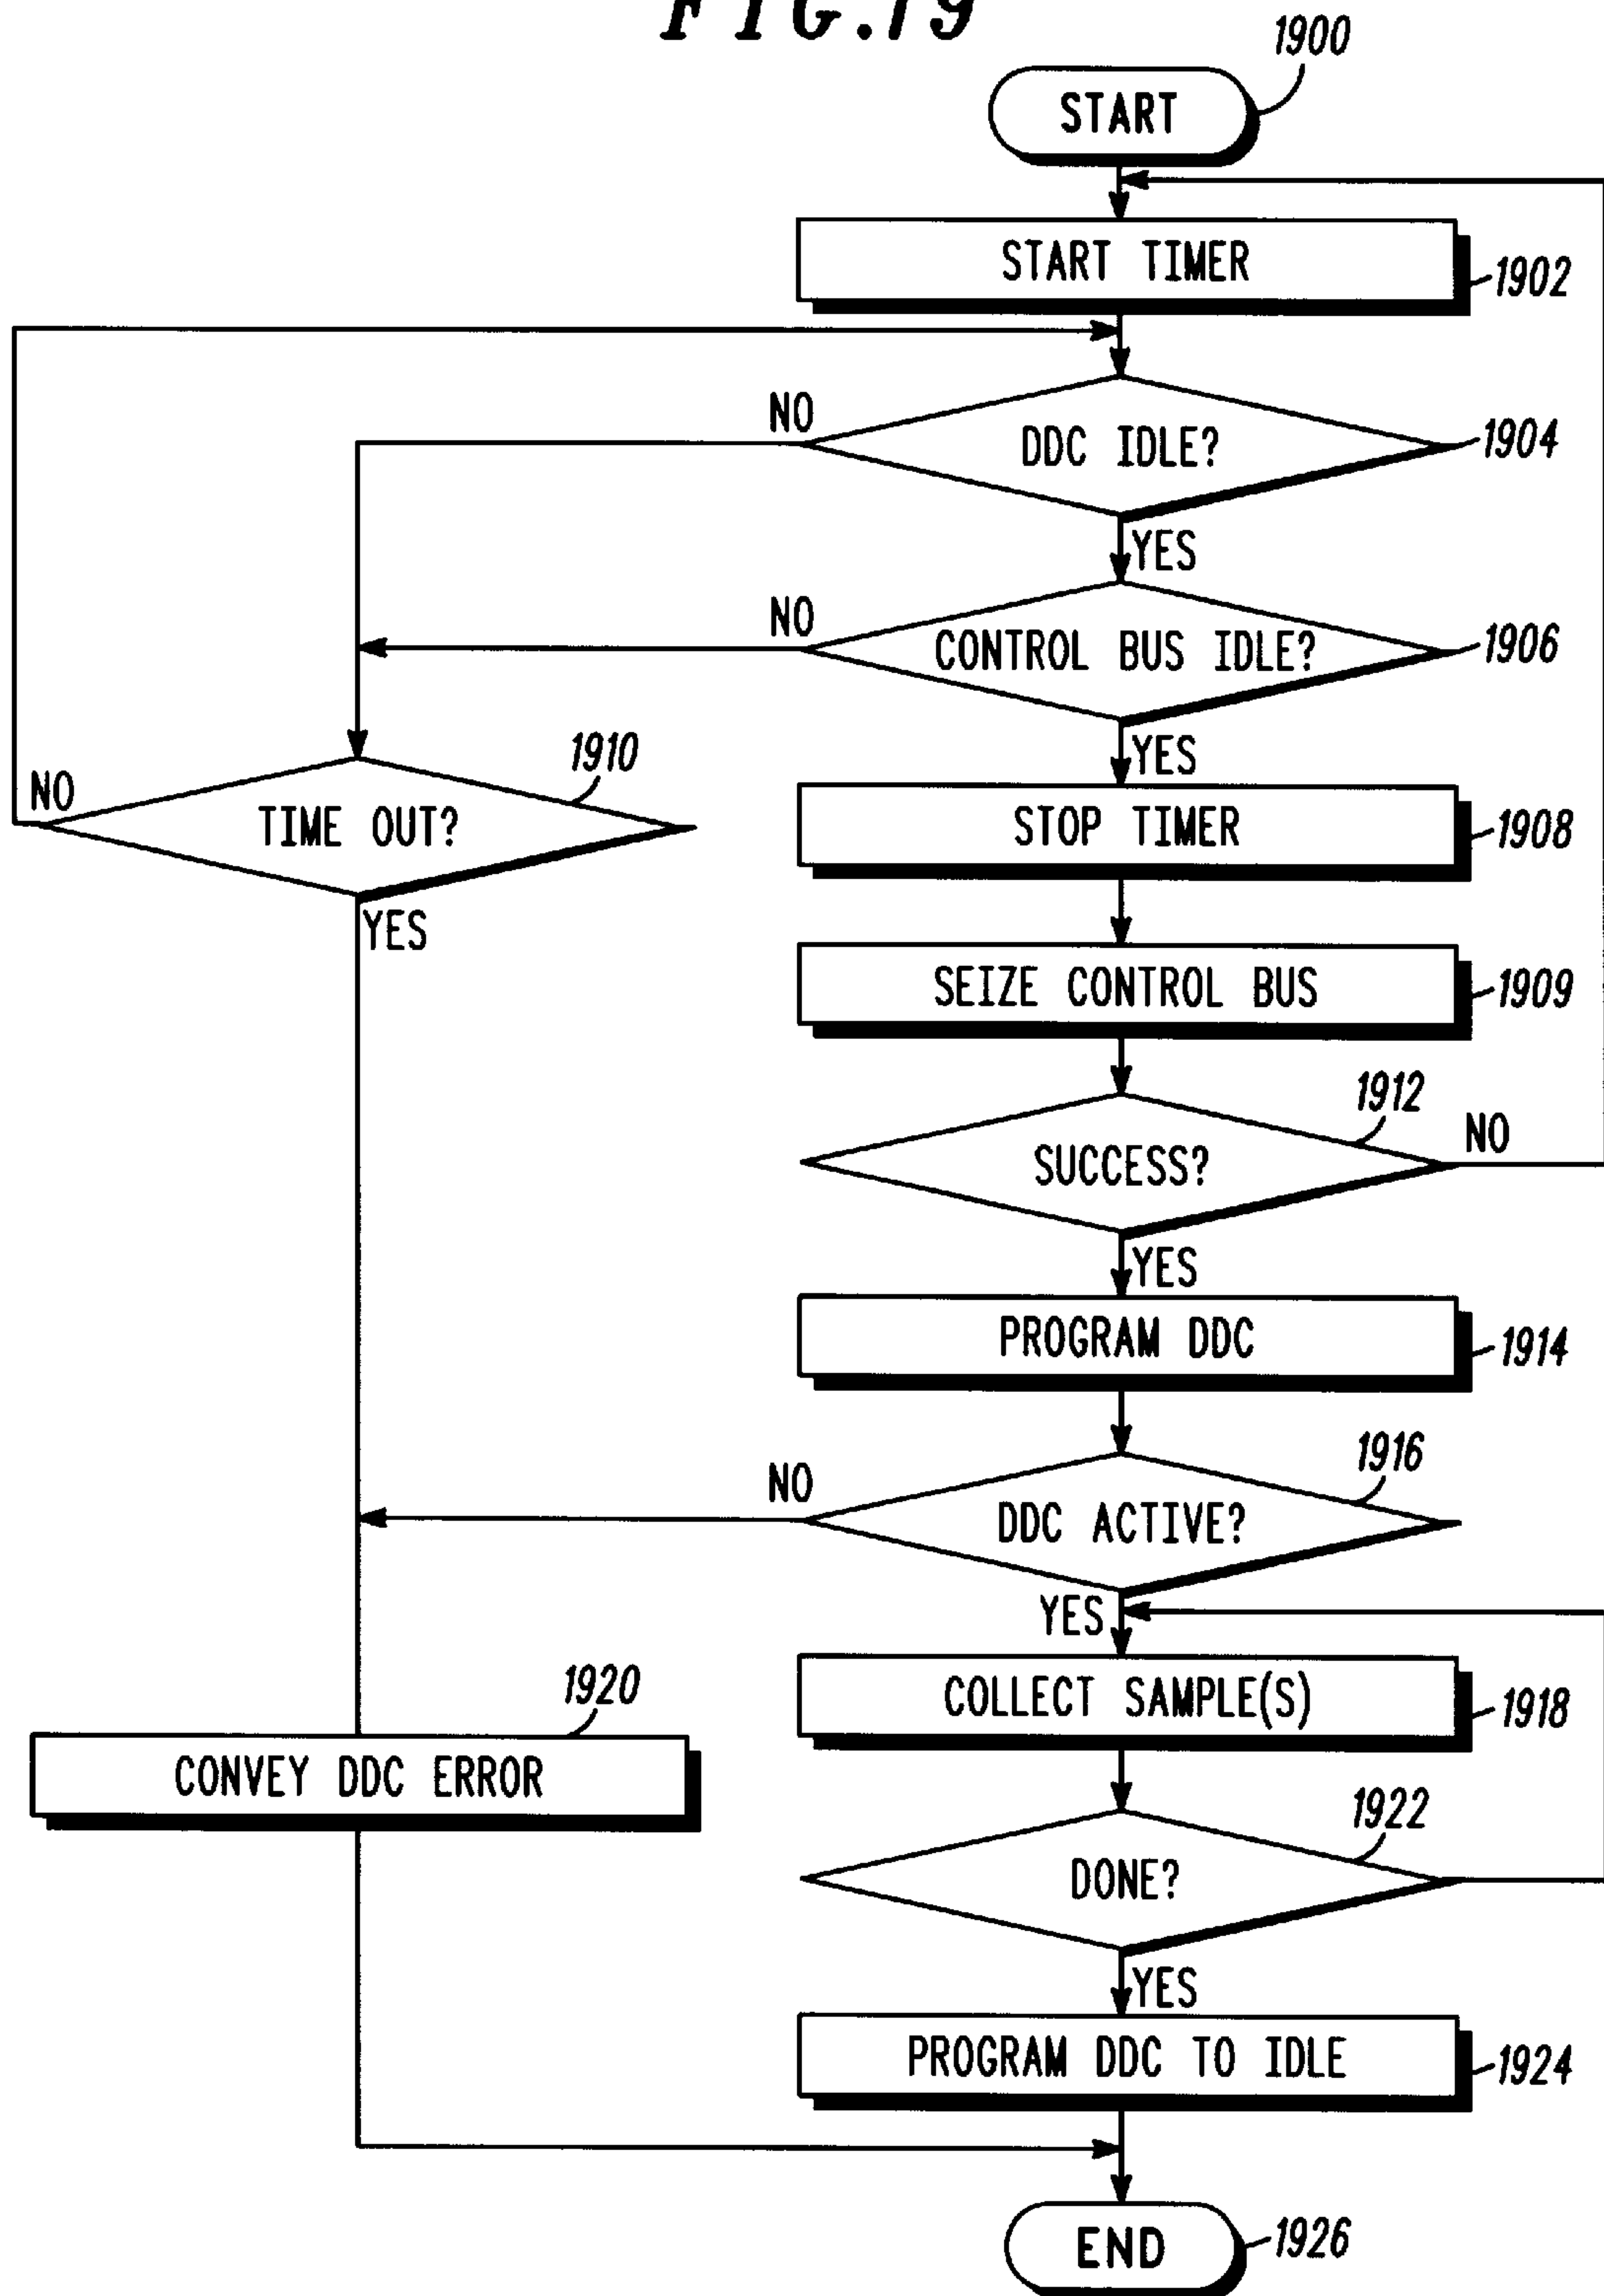 FIG.19
1900
START
START TIMER
1902
NO
DDC IDLE?
1904
YES
NO
CONTROL BUS IDLE?
1906
YES
1910
NO
TIME OUT?
YES
STOP TIMER
1908
SEIZE CONTROL BUS
1909
1912
SUCCESS?
NO
YES
PROGRAM DDC
1914
1916
NO
DDC ACTIVE?
YES
COLLECT SAMPLE(S)
1918
1920
CONVEY DDC ERROR
1922
DONE?
YES
PROGRAM DDC TO IDLE
1924
END
1926